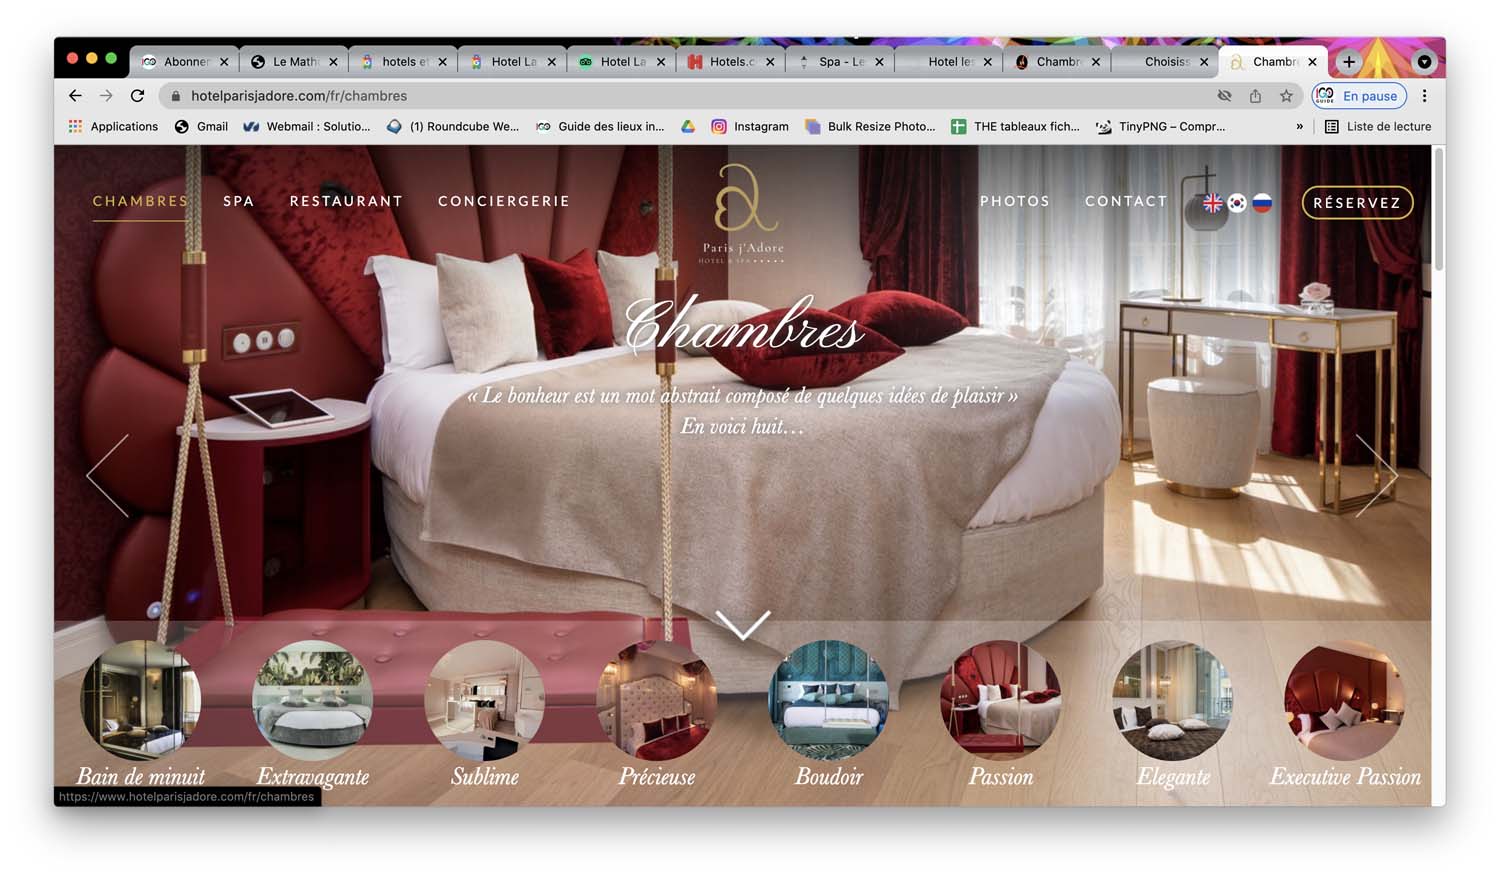 Abonner
Le Math
hotels et
Hotel La
Hotel La
Hotels.c
Spa - Le
Hotel les
Chambr
Choisiss
Chambre
hotelparisjadore.com/fr/chambres
IGO
GUIDE
En pause
Applications
Gmail
Webmail : Solutio...
(1) Roundcube We...
Guide des lieux in...
Instagram
Bulk Resize Photo...
THE tableaux fich...
TinyPNG – Compr...
»
Liste de lecture
CHAMBRES
SPA
RESTAURANT
CONCIERGERIE
Paris j'Adore
HOTEL & SPA
PHOTOS
CONTACT
RÉSERVEZ
Chambres
« Le bonheur est un mot abstrait composé de quelques idées de plaisir »
En voici huit…
Bain de minuit
Extravagante
Sublime
Précieuse
Boudoir
Passion
Elegante
Executive Passion
https://www.hotelparisjadore.com/fr/chambres